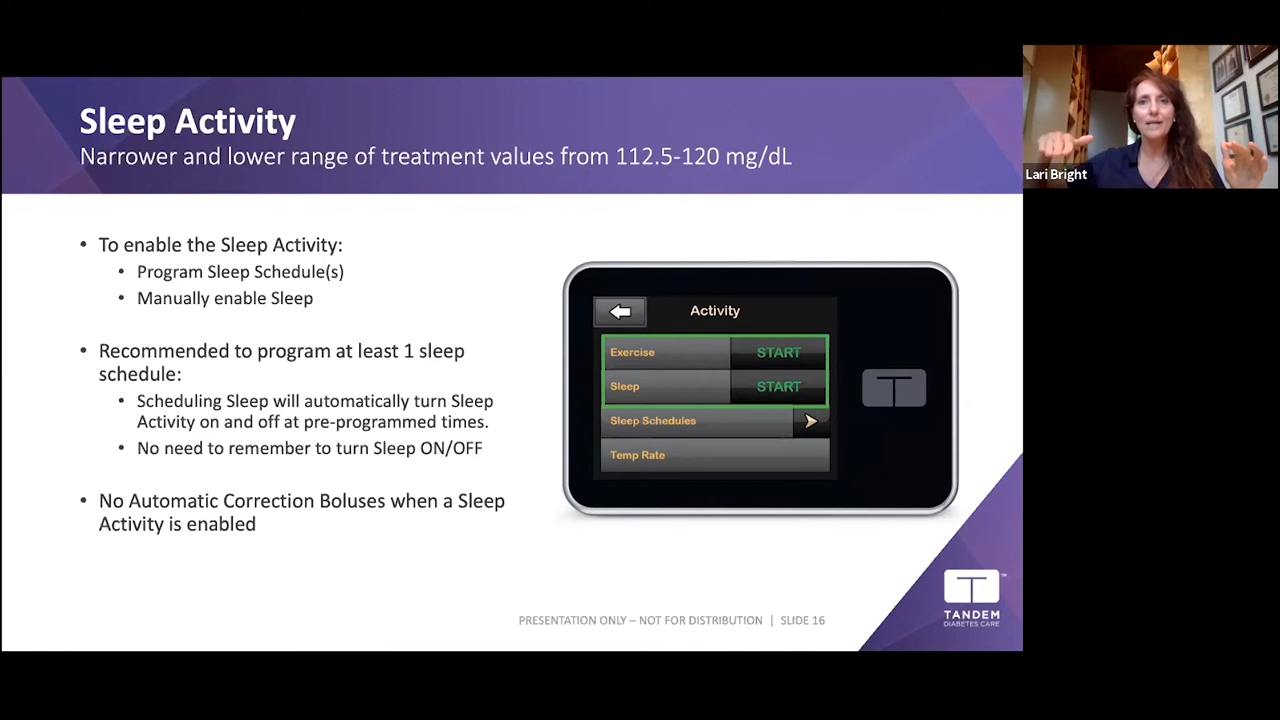 Sleep Activity
Narrower and lower range of treatment values from 112.5-120 mg/dL
Lari Bright
• To enable the Sleep Activity:
• Program Sleep Schedule(s)
• Manually enable Sleep
• Recommended to program at least 1 sleep
schedule:
• Scheduling Sleep will automatically turn Sleep
Activity on and off at pre-programmed times.
• No need to remember to turn Sleep ON/OFF
• No Automatic Correction Boluses when a Sleep
Activity is enabled
Activity
Exercise START
Sleep START
Sleep Schedules
Temp Rate
PRESENTATION ONLY – NOT FOR DISTRIBUTION | SLIDE 16
TANDEM
DIABETES CARE